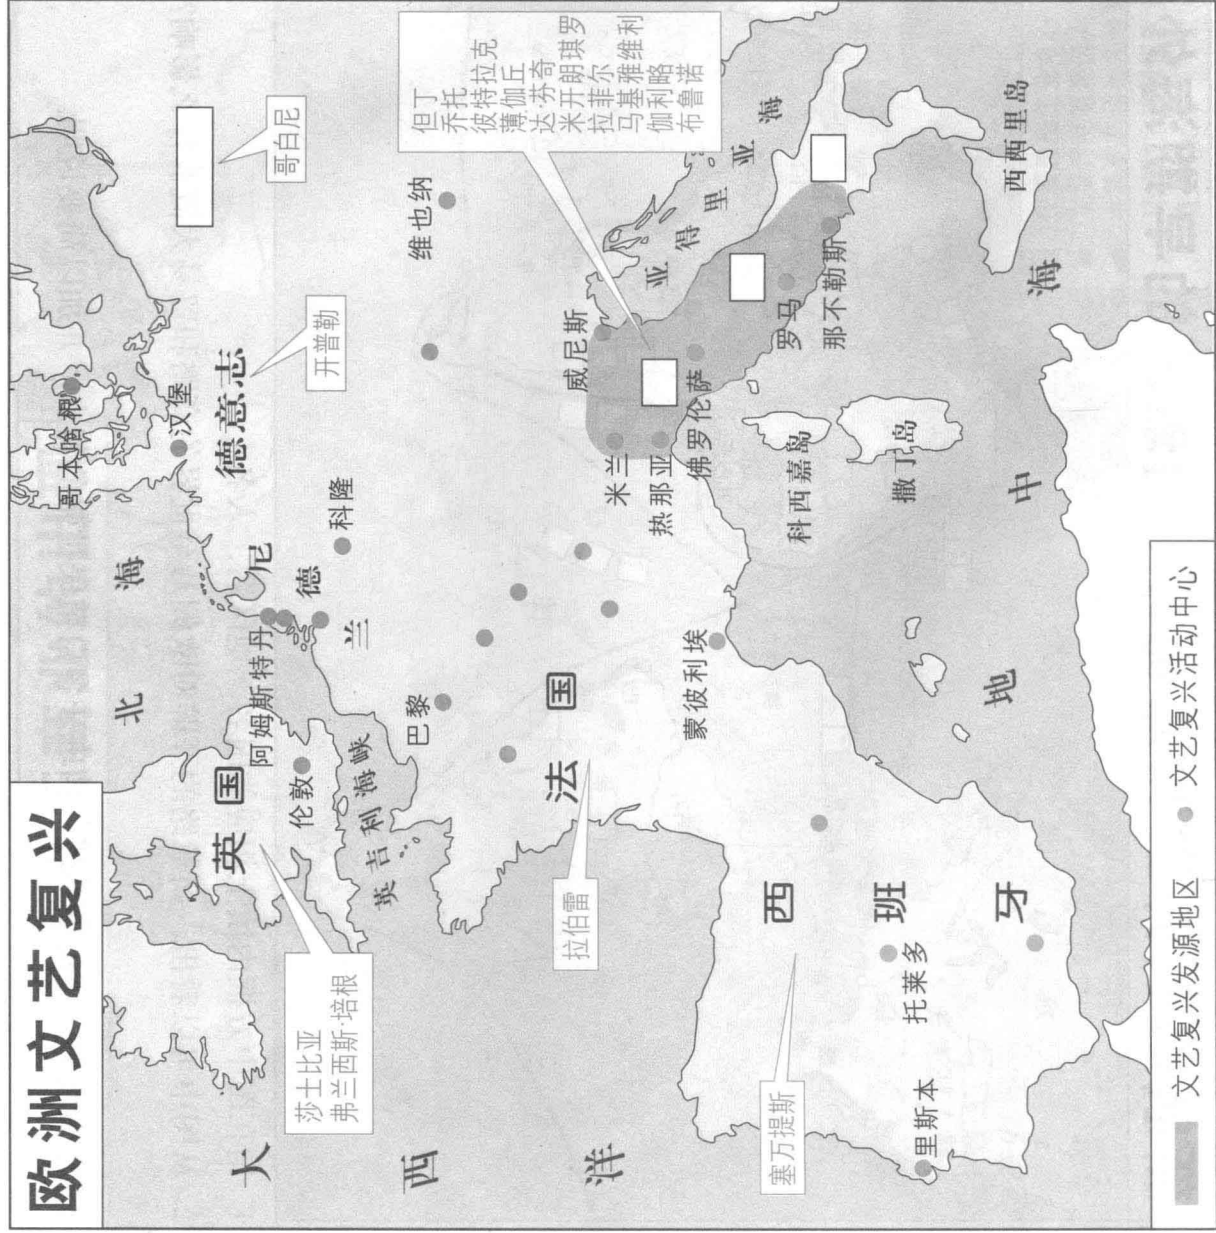 欧洲文艺复兴
大西洋
北海
英国
伦敦
英吉利海峡
莎士比亚
弗兰西斯·培根
阿姆斯特丹
尼德兰
哥本哈根
汉堡
德意志
科隆
开普勒
哥白尼
维也纳
巴黎
法国
拉伯雷
蒙彼利埃
但丁
乔托
彼特拉克
薄伽丘
达·芬奇
米开朗琪罗
拉菲尔
马基雅维利
伽利略
布鲁诺
威尼斯
米兰
热那亚
佛罗伦萨
罗马
那不勒斯
亚得里亚海
科西嘉岛
撒丁岛
西西里岛
地中海
西班牙
塞万提斯
托莱多
里斯本
文艺复兴发源地区
文艺复兴活动中心